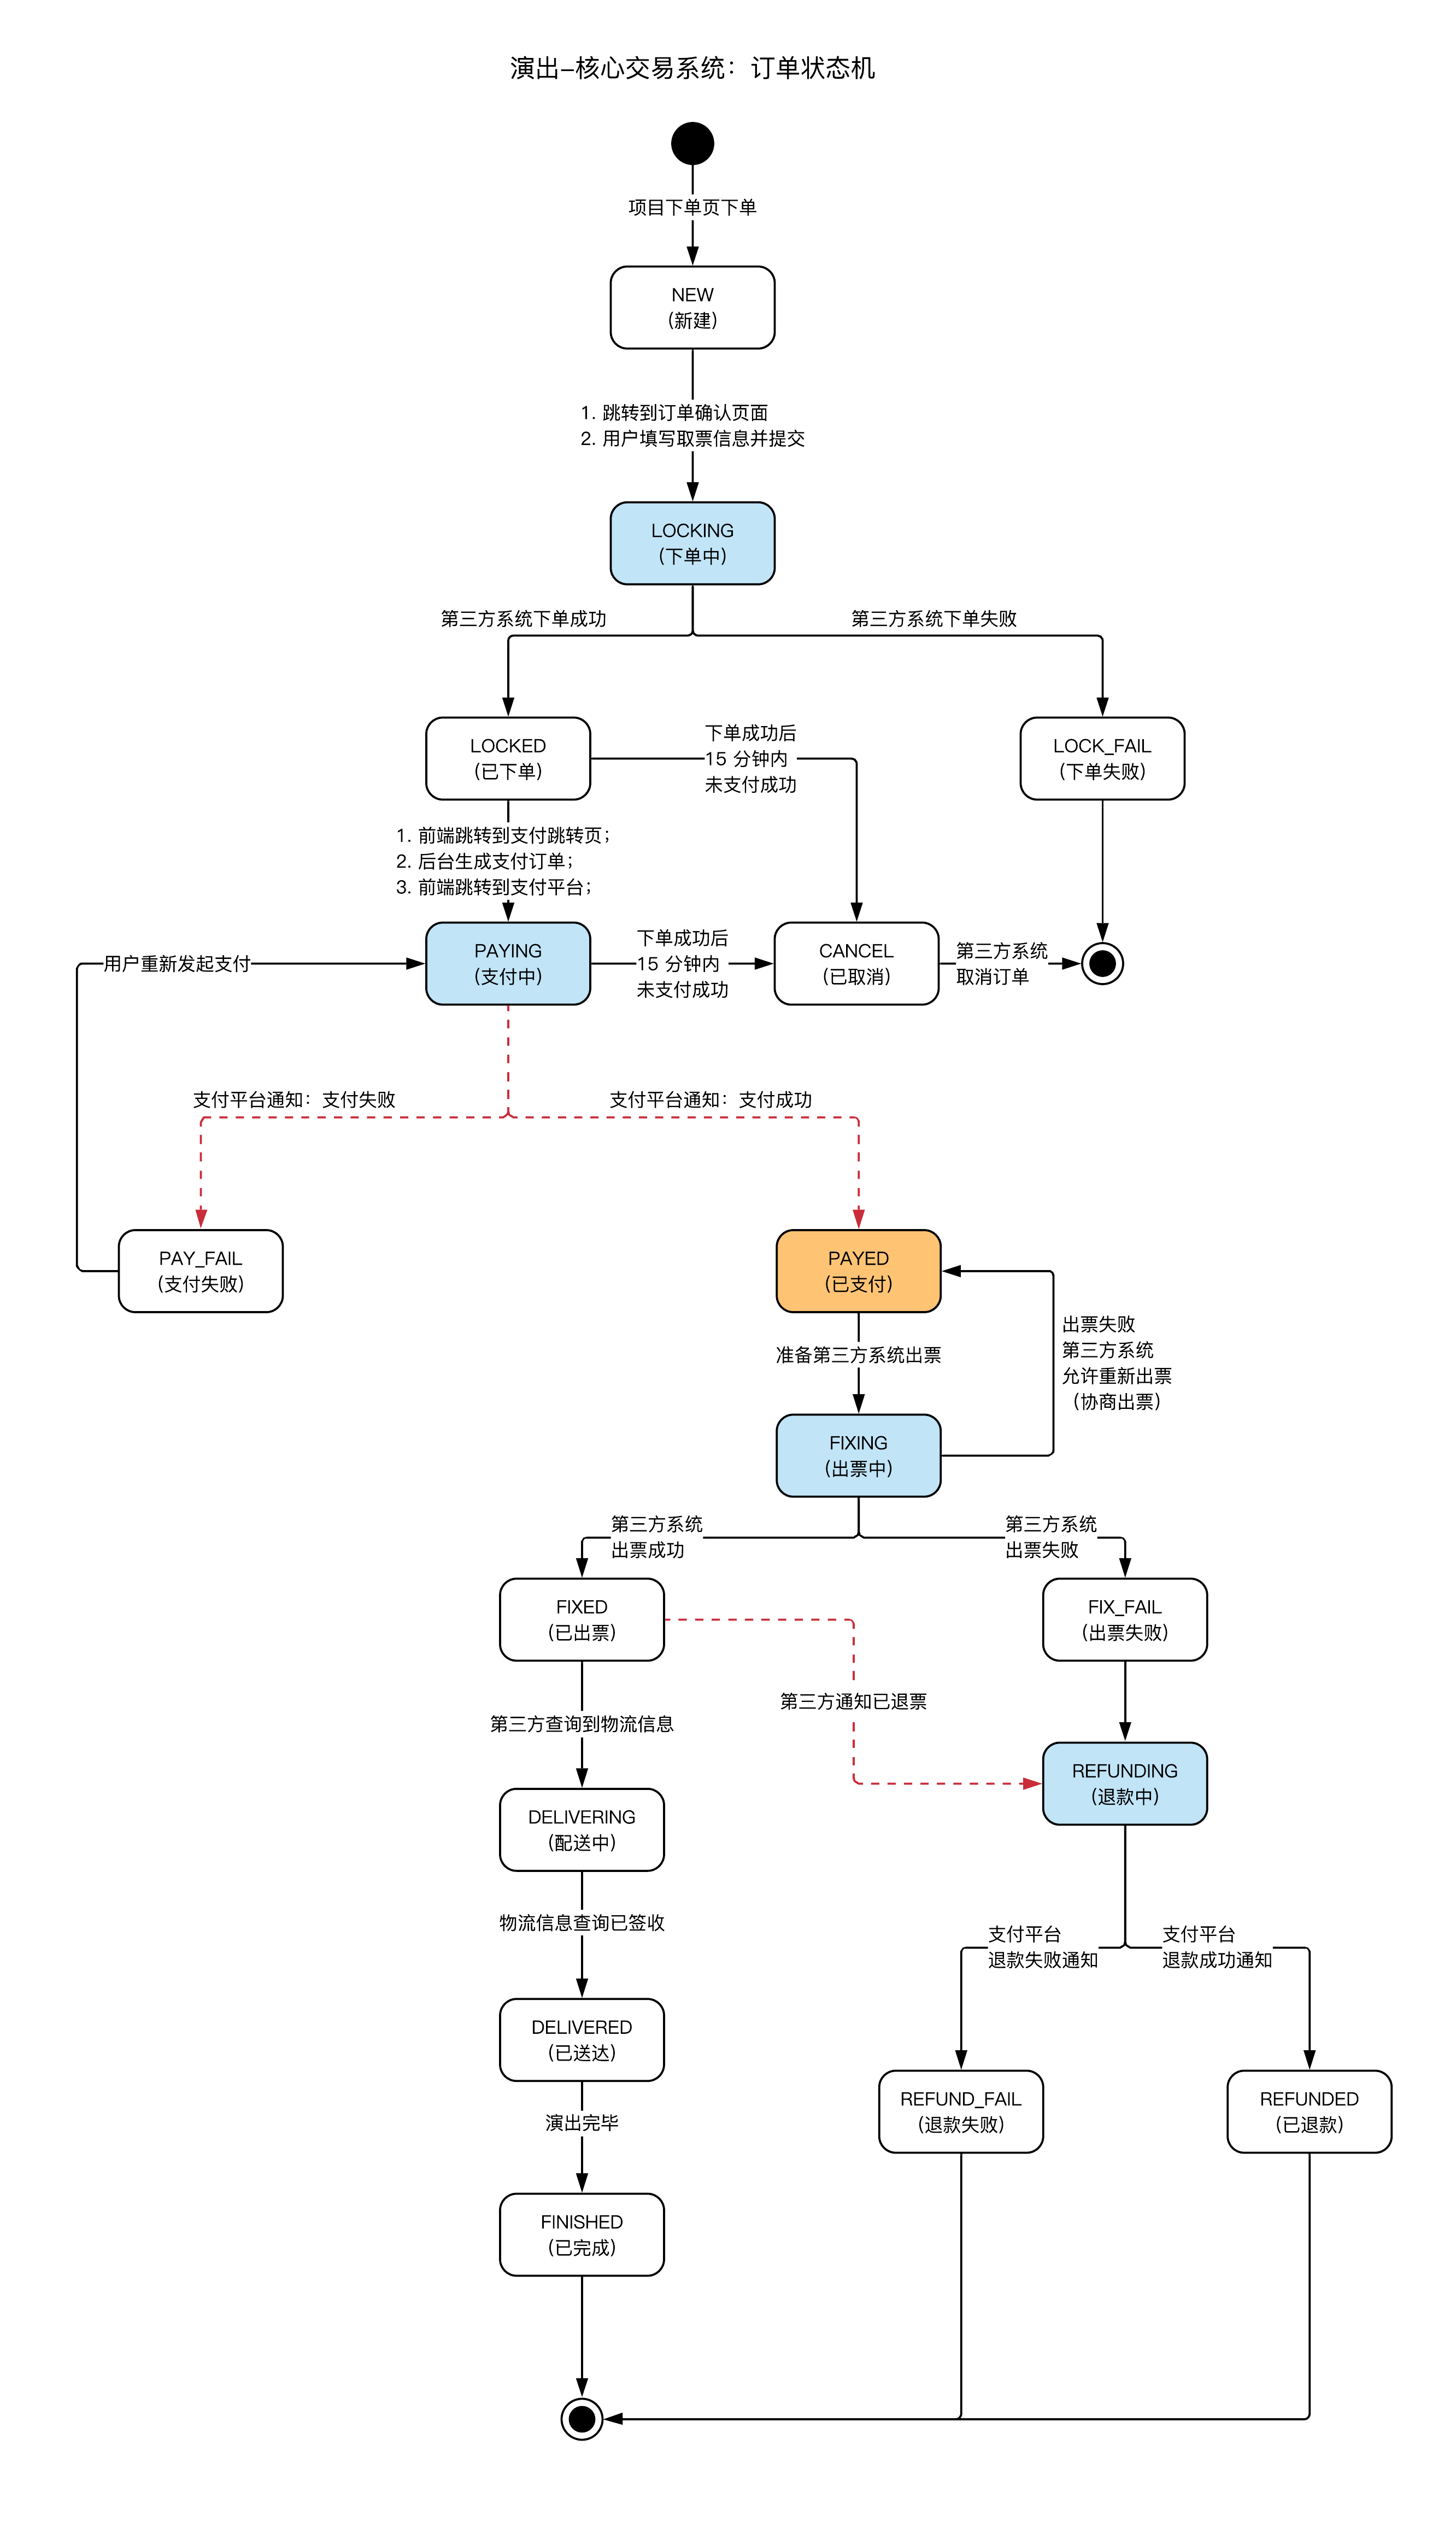 演出-核心交易系统：订单状态机
项目下单页下单
NEW
（新建）
1. 跳转到订单确认页面
2. 用户填写取票信息并提交
LOCKING
（下单中）
第三方系统下单成功
第三方系统下单失败
LOCKED
（已下单）
下单成功后
15 分钟内
未支付成功
LOCK_FAIL
（下单失败）
1. 前端跳转到支付跳转页；
2. 后台生成支付订单；
3. 前端跳转到支付平台；
用户重新发起支付
PAYING
（支付中）
下单成功后
15 分钟内
未支付成功
CANCEL
（已取消）
第三方系统
取消订单
支付平台通知：支付失败
支付平台通知：支付成功
PAY_FAIL
（支付失败）
PAYED
（已支付）
出票失败
第三方系统
允许重新出票
（协商出票）
准备第三方系统出票
FIXING
（出票中）
第三方系统
出票成功
第三方系统
出票失败
FIXED
（已出票）
FIX_FAIL
（出票失败）
第三方通知已退票
第三方查询到物流信息
REFUNDING
（退款中）
DELIVERING
（配送中）
物流信息查询已签收
支付平台
退款失败通知
支付平台
退款成功通知
DELIVERED
（已送达）
REFUND_FAIL
（退款失败）
REFUNDED
（已退款）
演出完毕
FINISHED
（已完成）